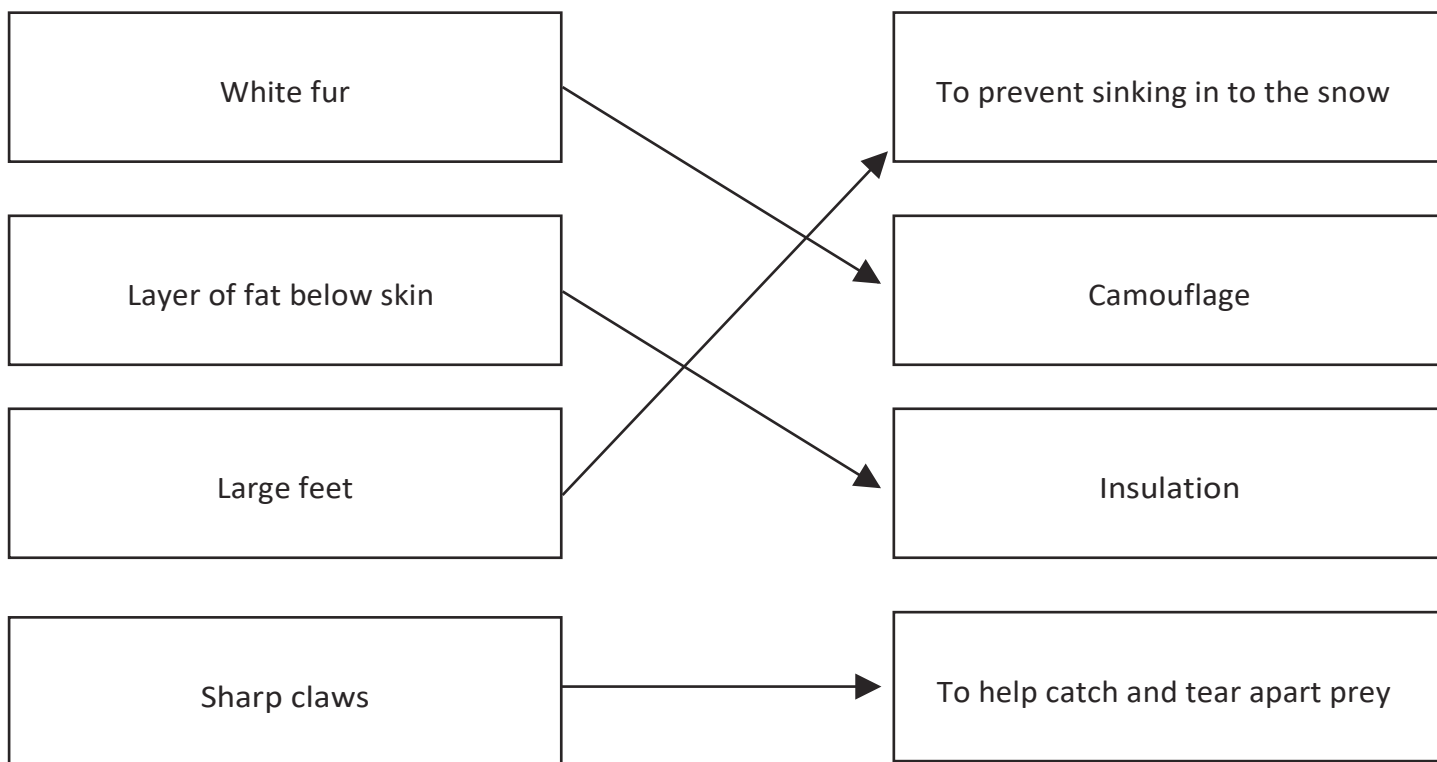 White fur
To prevent sinking in to the snow
Layer of fat below skin
Camouflage
Large feet
Insulation
Sharp claws
To help catch and tear apart prey